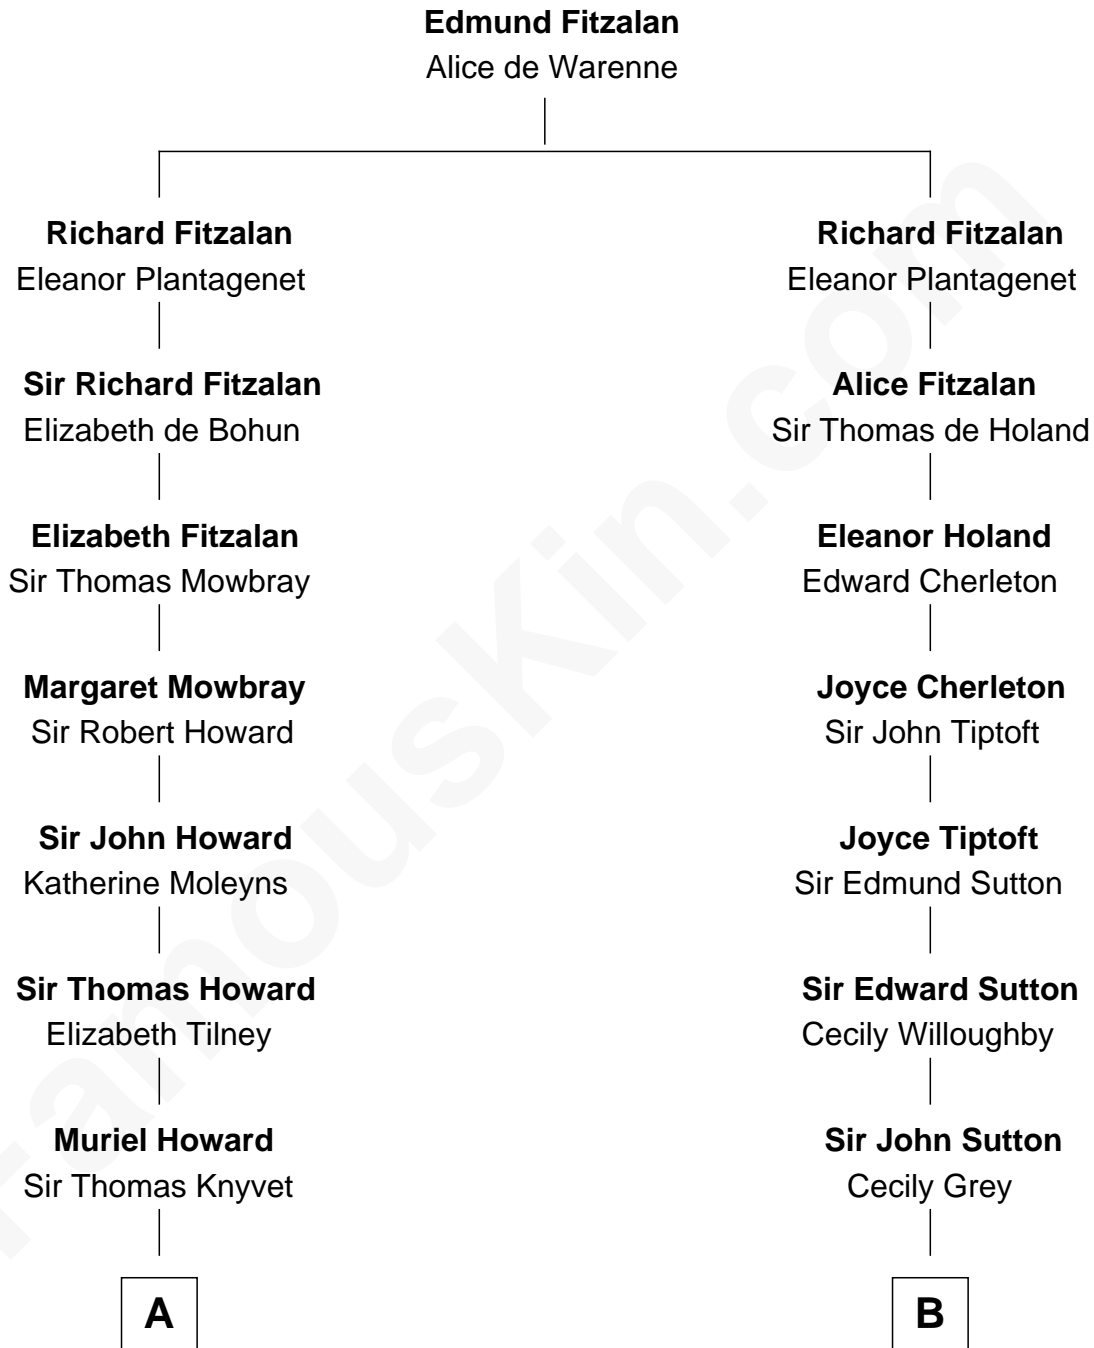 Edmund Fitzalan
Alice de Warenne
Richard Fitzalan
Eleanor Plantagenet
Sir Richard Fitzalan
Elizabeth de Bohun
Elizabeth Fitzalan
Sir Thomas Mowbray
Margaret Mowbray
Sir Robert Howard
Sir John Howard
Katherine Moleyns
Sir Thomas Howard
Elizabeth Tilney
Muriel Howard
Sir Thomas Knyvet
A
Richard Fitzalan
Eleanor Plantagenet
Alice Fitzalan
Sir Thomas de Holand
Eleanor Holand
Edward Cherleton
Joyce Cherleton
Sir John Tiptoft
Joyce Tiptoft
Sir Edmund Sutton
Sir Edward Sutton
Cecily Willoughby
Sir John Sutton
Cecily Grey
B
FamousKin.com